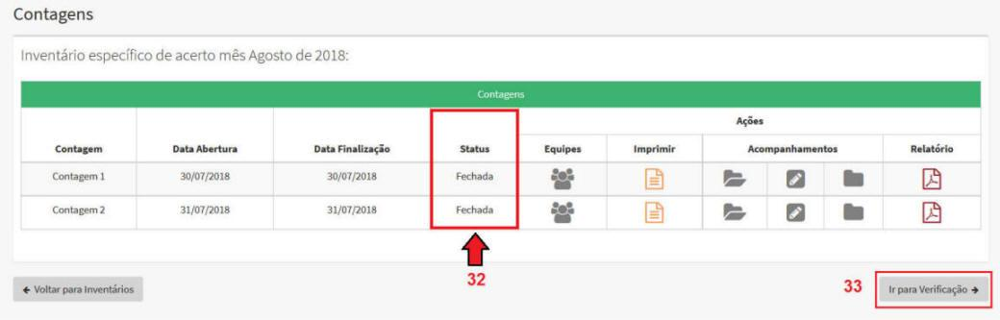 Contagens
Inventário específico de acerto mês Agosto de 2018:
Contagens
Ações
Contagem Data Abertura Data Finalização Status Equipes Imprimir Acompanhamentos Relatório
Contagem 1 30/07/2018 30/07/2018 Fechada
Contagem 2 31/07/2018 31/07/2018 Fechada
32
← Voltar para Inventários 33 Ir para Verificação →